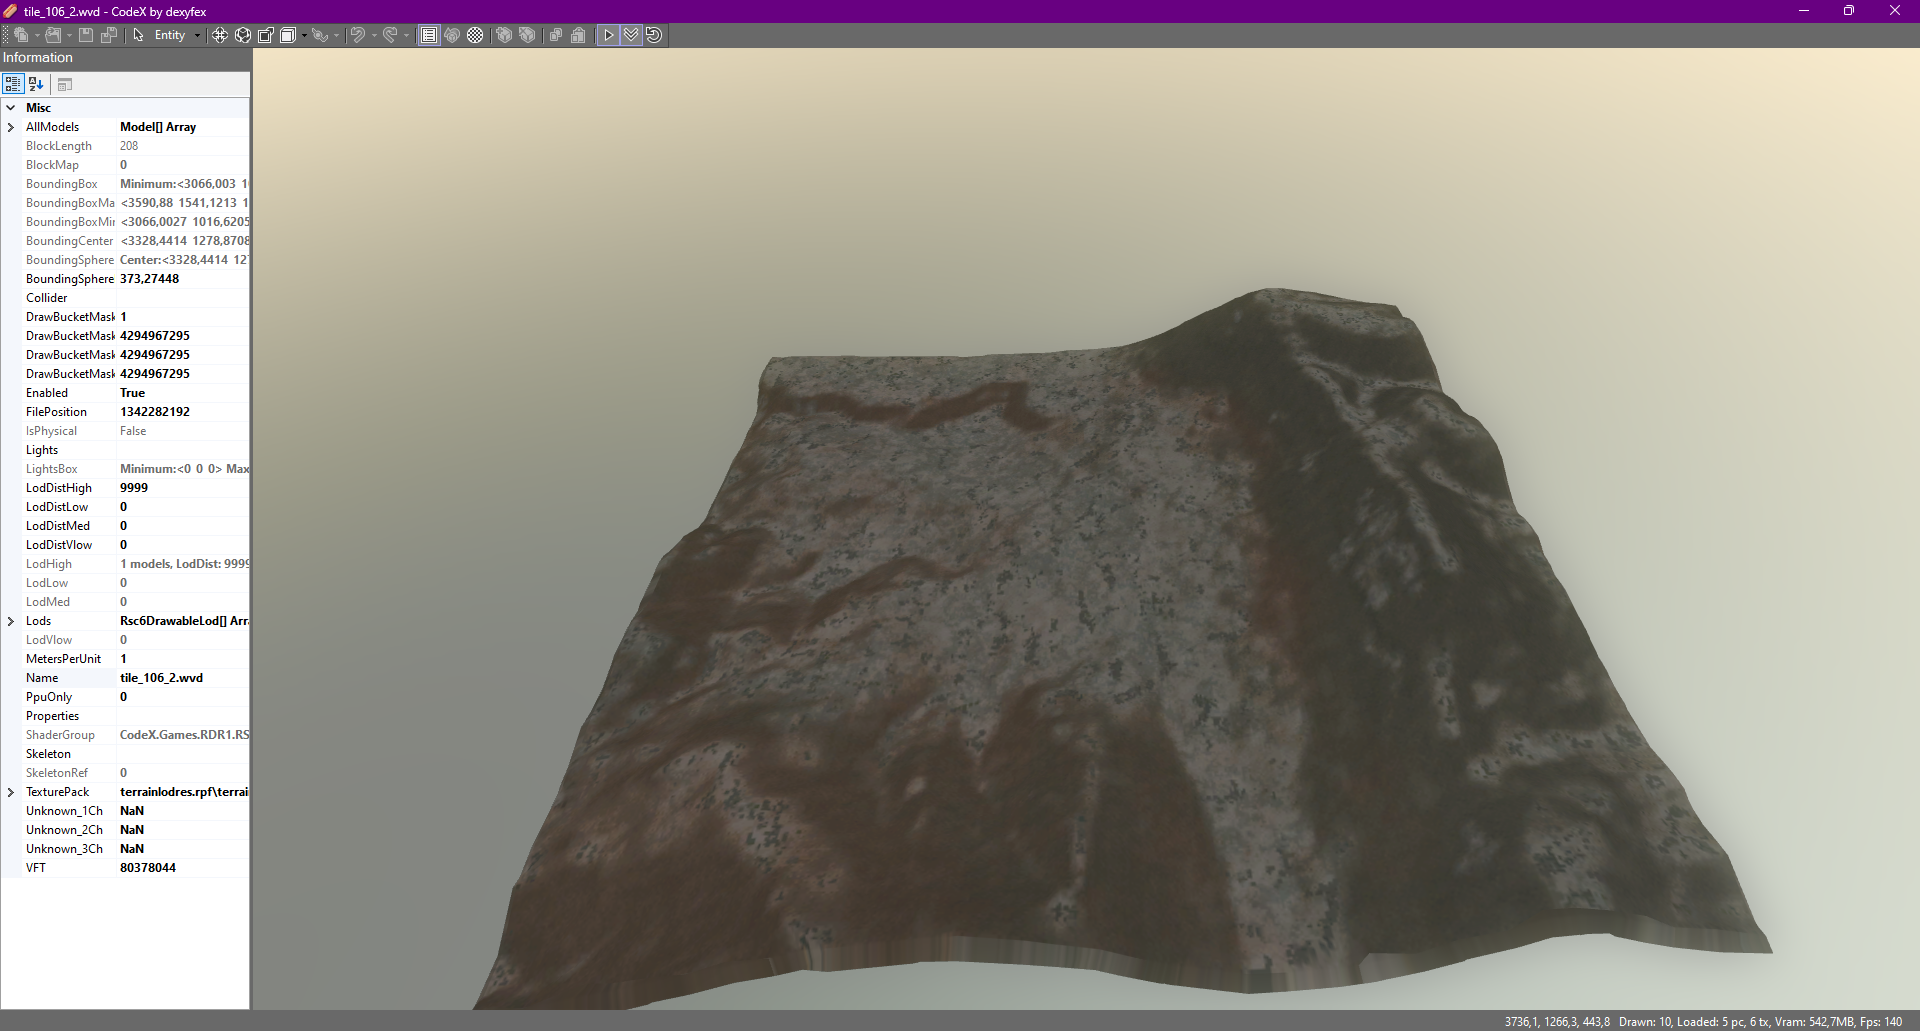 tile_106_2.wvd - CodeX by dexyfex
Entity
Information
Misc
AllModels Model[] Array
BlockLength 208
BlockMap 0
BoundingBox Minimum:<3066,003 1
BoundingBoxMa <3590,88 1541,1213 1
BoundingBoxMin <3066,0027 1016,6205
BoundingCenter <3328,4414 1278,8708
BoundingSphere Center:<3328,4414 127
BoundingSphere 373,27448
Collider
DrawBucketMask 1
DrawBucketMask 4294967295
DrawBucketMask 4294967295
DrawBucketMask 4294967295
Enabled True
FilePosition 1342282192
IsPhysical False
Lights
LightsBox Minimum:<0 0 0> Max
LodDistHigh 9999
LodDistLow 0
LodDistMed 0
LodDistVlow 0
LodHigh 1 models, LodDist: 9999
LodLow 0
LodMed 0
Lods Rsc6DrawableLod[] Arra
LodVlow 0
MetersPerUnit 1
Name tile_106_2.wvd
PpuOnly 0
Properties
ShaderGroup CodeX.Games.RDR1.RS
Skeleton
SkeletonRef 0
TexturePack terrainlodres.rpf\terrai
Unknown_1Ch NaN
Unknown_2Ch NaN
Unknown_3Ch NaN
VFT 80378044
3736,1, 1266,3, 443,8 Drawn: 10, Loaded: 5 pc, 6 tx, Vram: 542,7MB, Fps: 140